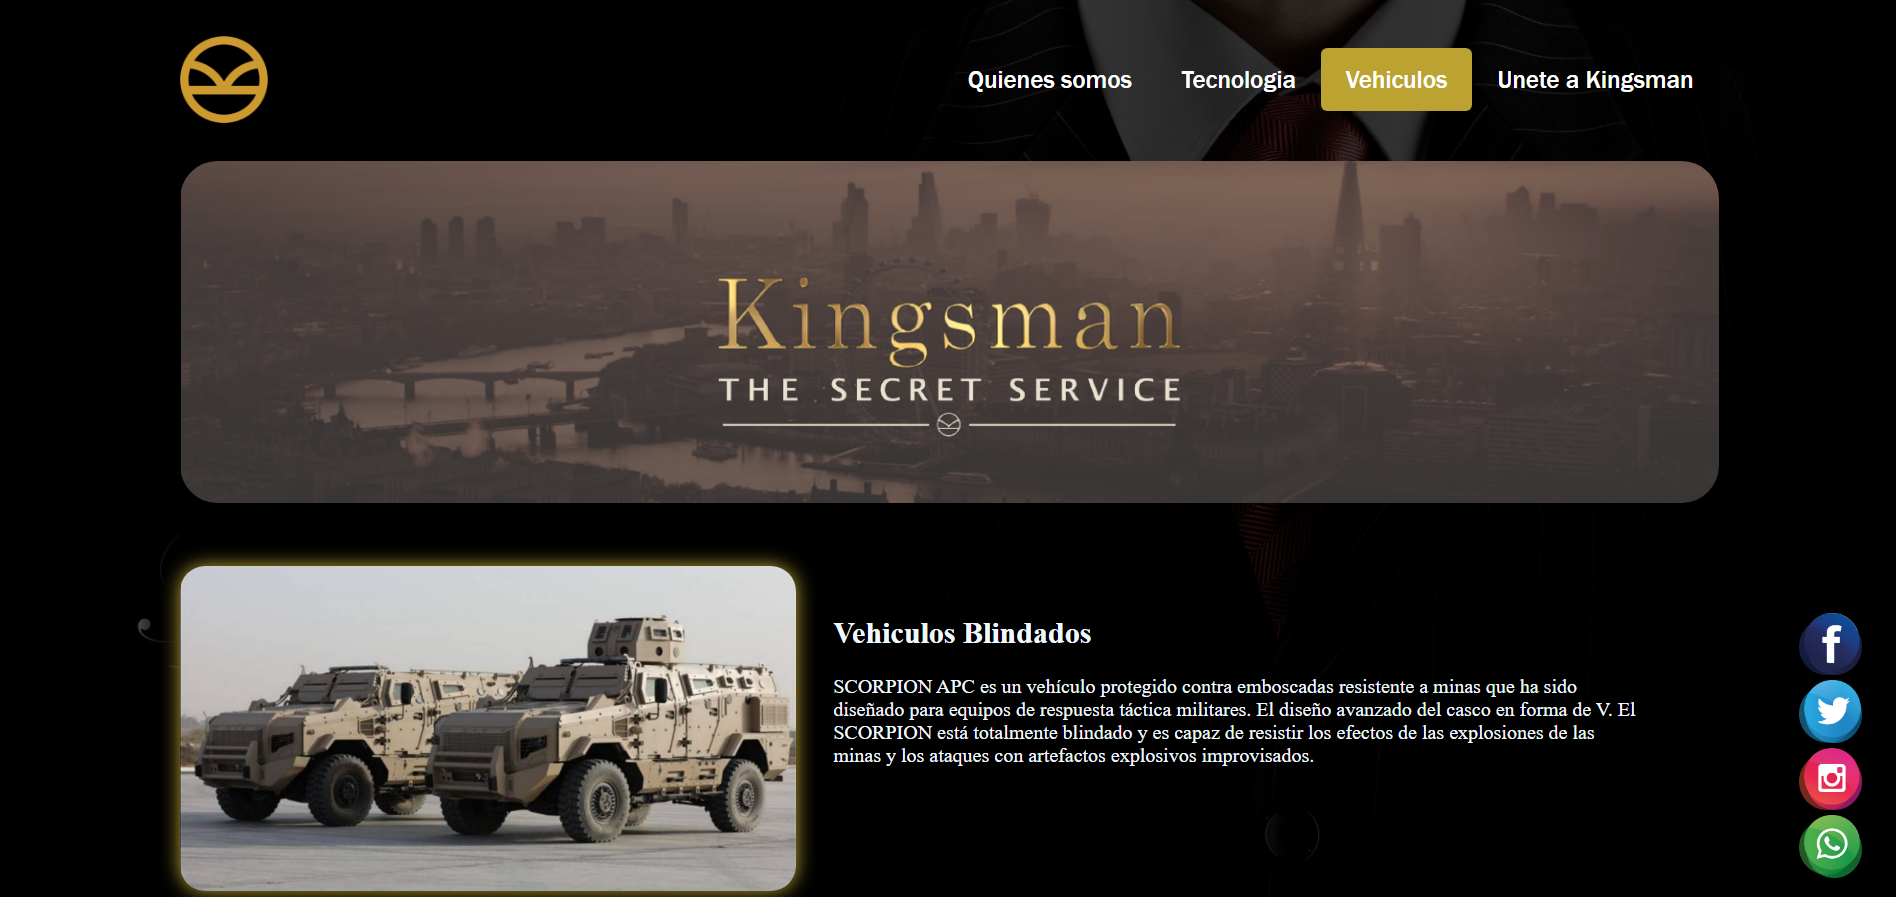 Quienes somos
Tecnologia
Vehiculos
Unete a Kingsman
Kingsman
THE SECRET SERVICE
Vehiculos Blindados
SCORPION APC es un vehículo protegido contra emboscadas resistente a minas que ha sido
diseñado para equipos de respuesta táctica militares. El diseño avanzado del casco en forma de V. El
SCORPION está totalmente blindado y es capaz de resistir los efectos de las explosiones de las
minas y los ataques con artefactos explosivos improvisados.